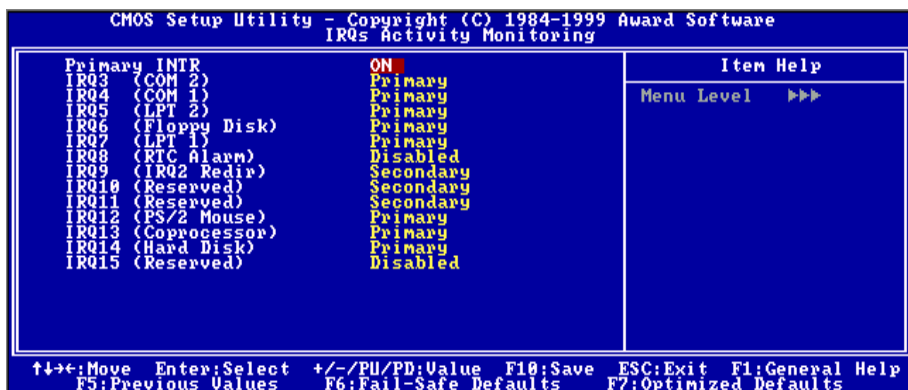 CMOS Setup Utility - Copyright (C) 1984-1999 Award Software
IRQs Activity Monitoring
Primary INTR ON
IRQ3 (COM 2) Primary
IRQ4 (COM 1) Primary
IRQ5 (LPT 2) Primary
IRQ6 (Floppy Disk) Primary
IRQ7 (LPT 1) Primary
IRQ8 (RTC Alarm) Disabled
IRQ9 (IRQ2 Redir) Secondary
IRQ10 (Reserved) Secondary
IRQ11 (Reserved) Secondary
IRQ12 (PS/2 Mouse) Primary
IRQ13 (Coprocessor) Primary
IRQ14 (Hard Disk) Primary
IRQ15 (Reserved) Disabled
Item Help
Menu Level ▶▶▶
↑↓→←:Move Enter:Select +/-/PU/PD:Value F10:Save ESC:Exit F1:General Help
F5:Previous Values F6:Fail-Safe Defaults F7:Optimized Defaults